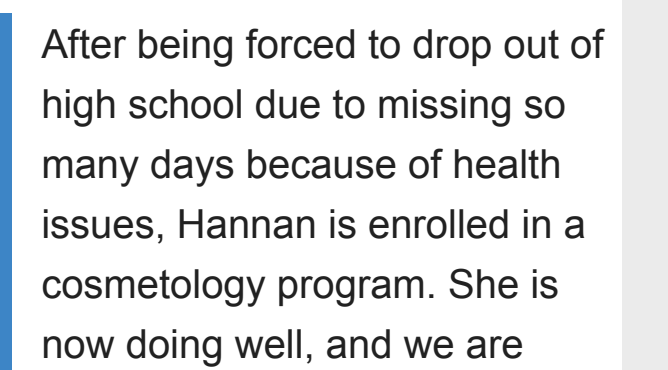 After being forced to drop out of
high school due to missing so
many days because of health
issues, Hannan is enrolled in a
cosmetology program. She is
now doing well, and we are